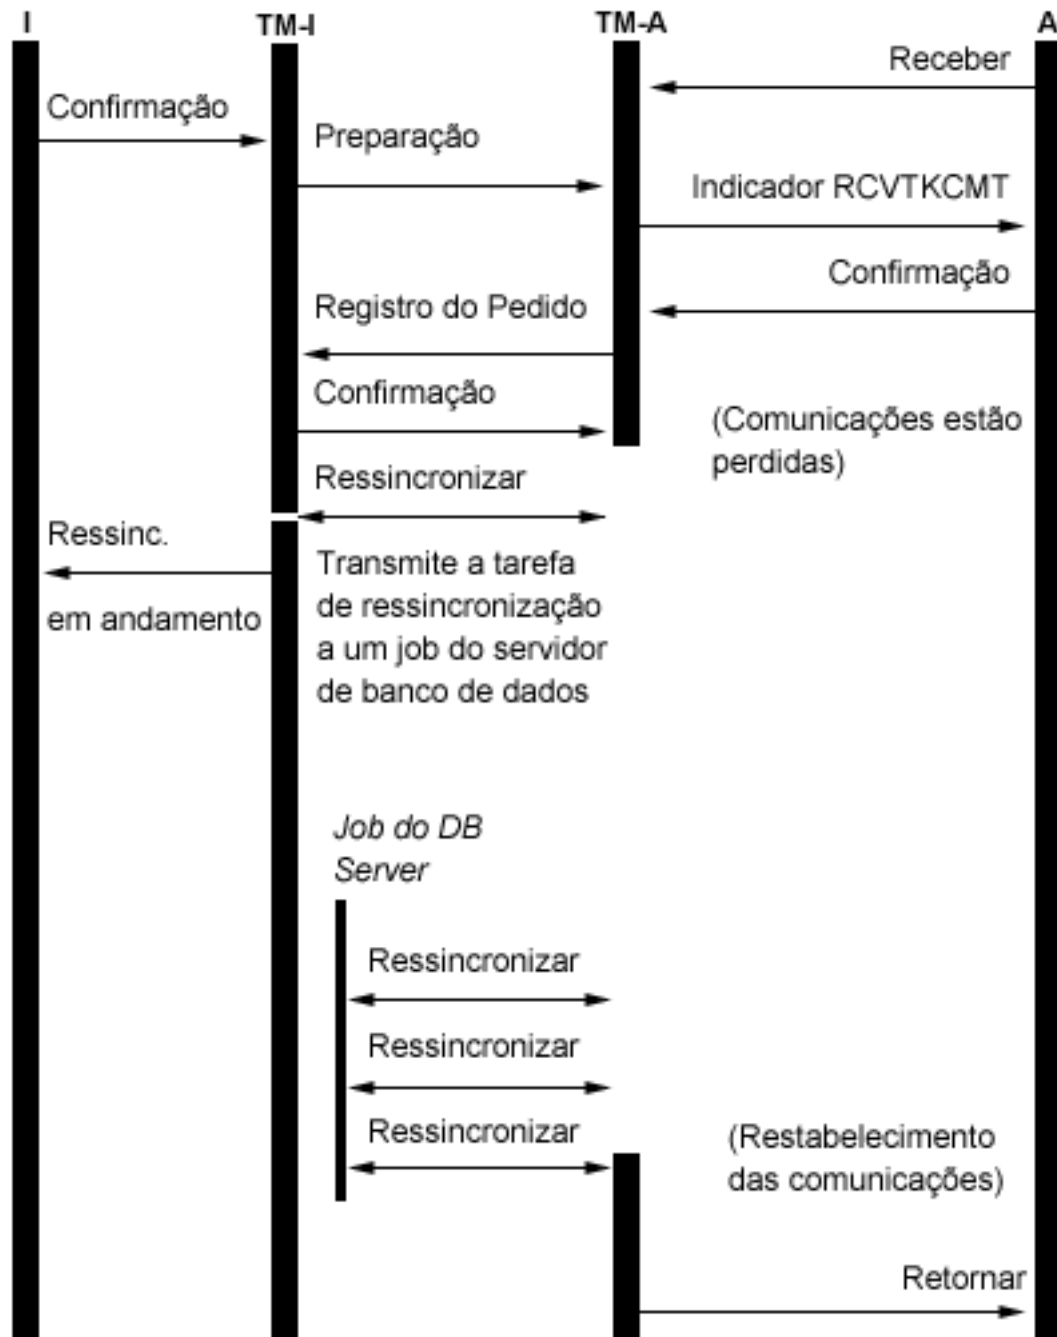 I
TM-I
TM-A
A
Receber
Confirmação
Preparação
Indicador RCVTKCMT
Confirmação
Registro do Pedido
Confirmação
(Comunicações estão
perdidas)
Ressincronizar
Ressinc.
em andamento
Transmite a tarefa
de ressincronização
a um job do servidor
de banco de dados
Job do DB
Server
Ressincronizar
Ressincronizar
Ressincronizar
(Restabelecimento
das comunicações)
Retornar